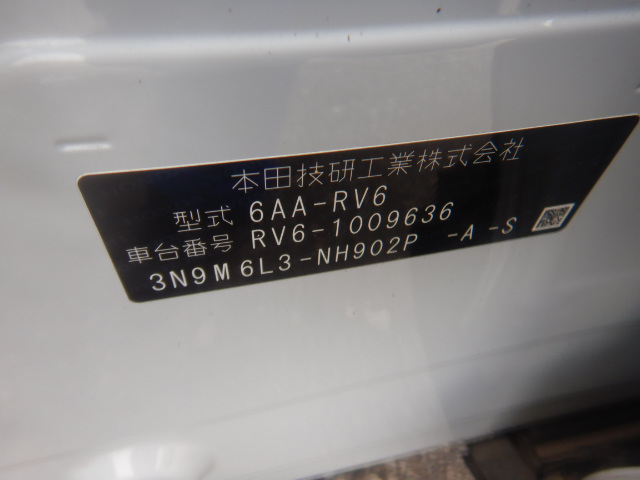 本田技研工業株式会社
型式 6AA-RV6
車台番号 RV6-1009636
3N9M6L3-NH902P -A -S